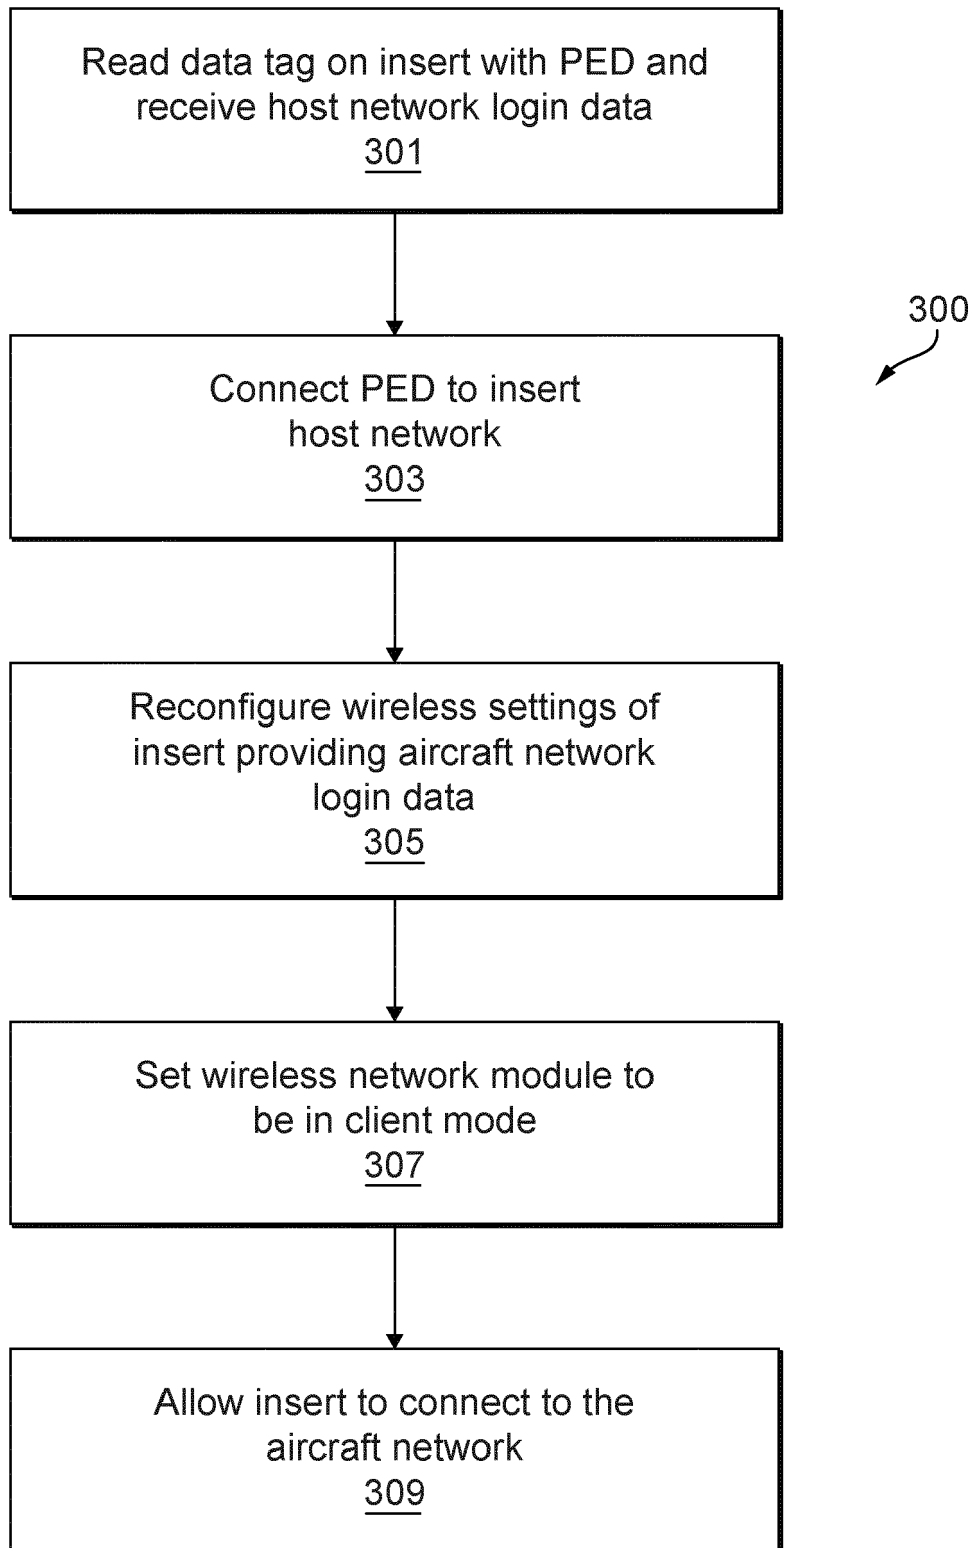 Read data tag on insert with PED and
receive host network login data
301
300
Connect PED to insert
host network
303
Reconfigure wireless settings of
insert providing aircraft network
login data
305
Set wireless network module to
be in client mode
307
Allow insert to connect to the
aircraft network
309